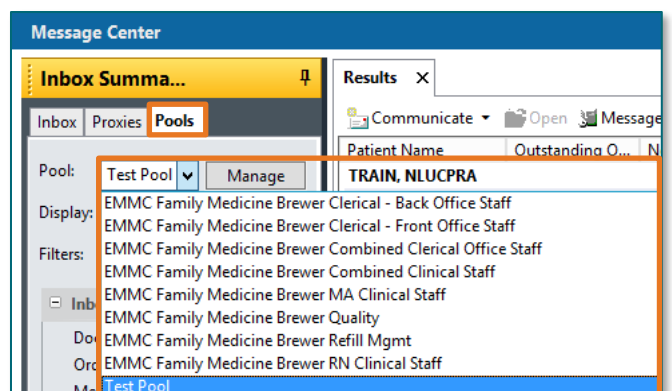 Message Center
Inbox Summa...
Results X
Inbox Proxies Pools
Communicate Open Message
Patient Name Outstanding O... N
Pool: Test Pool Manage
TRAIN, NLUCPRA
Display:
EMMC Family Medicine Brewer Clerical - Back Office Staff
EMMC Family Medicine Brewer Clerical - Front Office Staff
Filters:
EMMC Family Medicine Brewer Combined Clerical Office Staff
EMMC Family Medicine Brewer Combined Clinical Staff
Inb
EMMC Family Medicine Brewer MA Clinical Staff
EMMC Family Medicine Brewer Quality
Do
EMMC Family Medicine Brewer Refill Mgmt
Ord
EMMC Family Medicine Brewer RN Clinical Staff
Test Pool